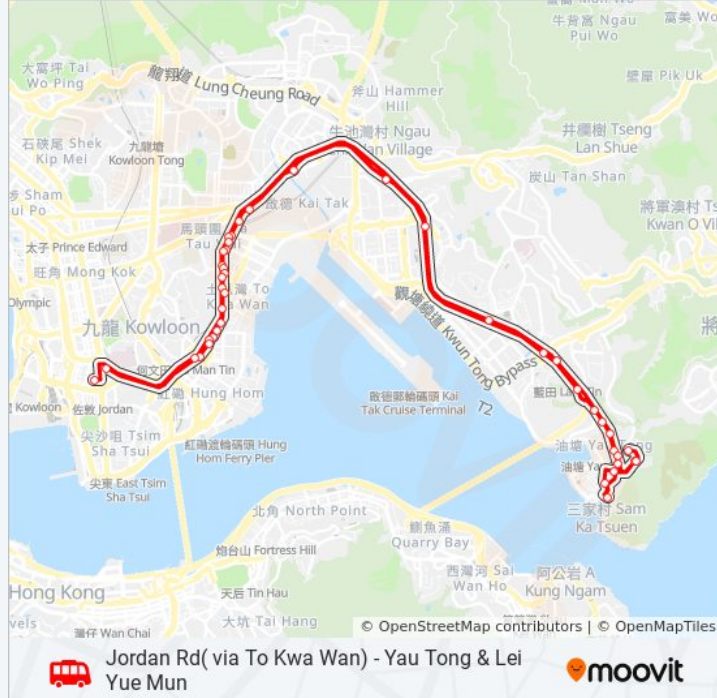 牛背窩 Ngau
Pui Wo
富美 Wo
大窩坪 Tai
Wo Ping
龍翔道 Lung Cheung Road
斧山 Hammer
Hill
壁屋 Pik Uk
石硤尾 Shek
Kip Mei
九龍塘
Kowloon Tong
牛池灣村 Ngau
Village
井欄樹 Tseng
Lan Shue
炭山 Tan Shan
Sham
ui Po
啟德 Kai Tak
將軍澳村 Ts
Kwan O Vil
馬頭圍
太子 Prince Edward
旺角 Mong Kok
Olympic
九龍 Kowloon
觀塘繞道 Kwun Tong Bypass
Man Tin
紅磡 Hung Hom
藍田
Kowloon
佐敦 Jordan
啟德郵輪碼頭 Kai
Tak Cruise Terminal
T2
尖沙咀 Tsim
Sha Tsui
紅磡渡輪碼頭 Hung
Hom Ferry Pier
油塘
油塘
尖東 East Tsim
Sha Tsui
三家村 Sam
Ka Tsuen
北角 North Point
鰂魚涌
Quarry Bay
炮台山 Fortress Hill
西灣河 Sai
Wan Ho
阿公岩 A
Kung Ngam
Hong Kong
天后 Tin Hau
大坑 Tai Hang
灣仔 Wan Chai
© OpenStreetMap contributors | © OpenMapTiles
Jordan Rd( via To Kwa Wan) - Yau Tong & Lei
Yue Mun
moovit